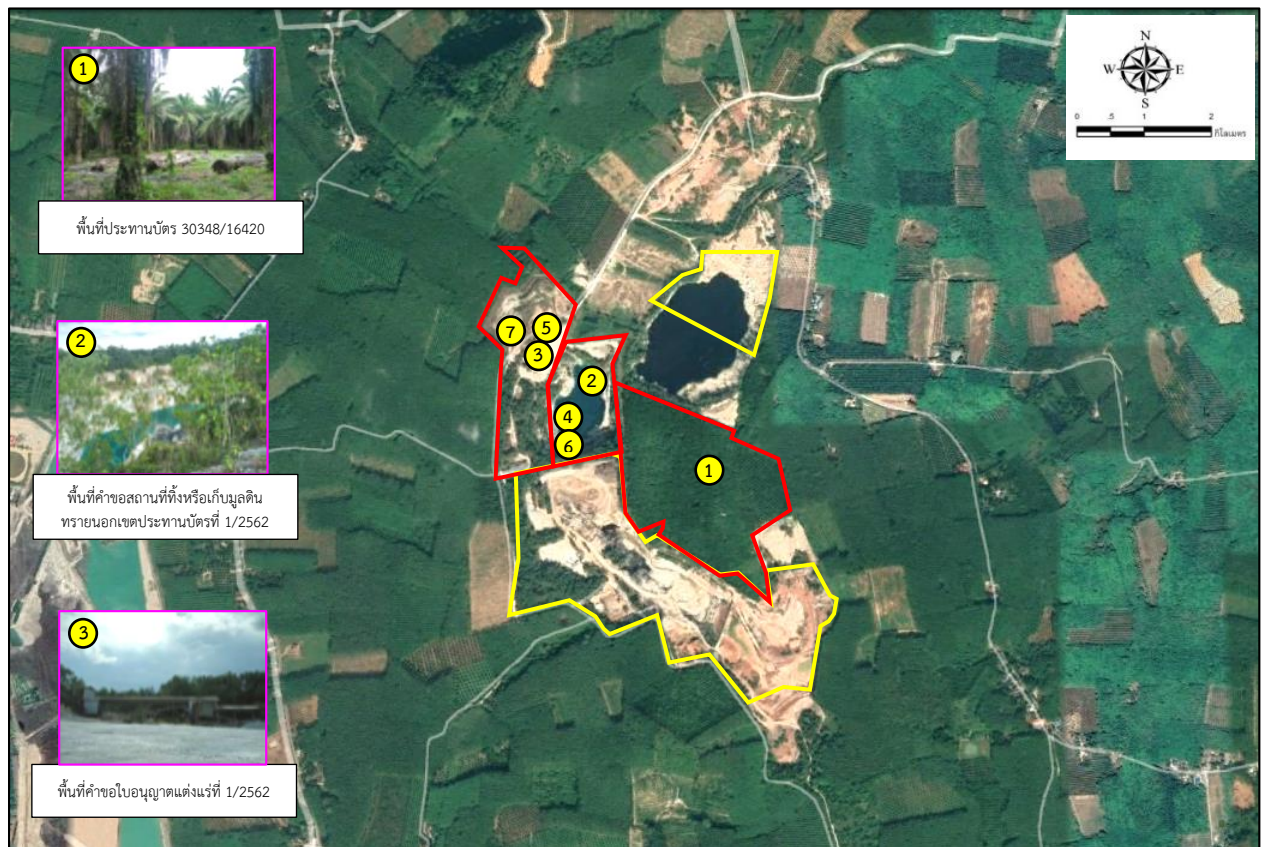 1
พื้นที่ประทานบัตร 30348/16420
2
พื้นที่คำขอสถานที่ทิ้งหรือเก็บมูลดิน
ทรายนอกเขตประทานบัตรที่ 1/2562
3
พื้นที่คำขอใบอนุญาตแต่งแร่ที่ 1/2562
N
W E
S
0 .5 1 2
กิโลเมตร
7 5
3
2
4
6
1